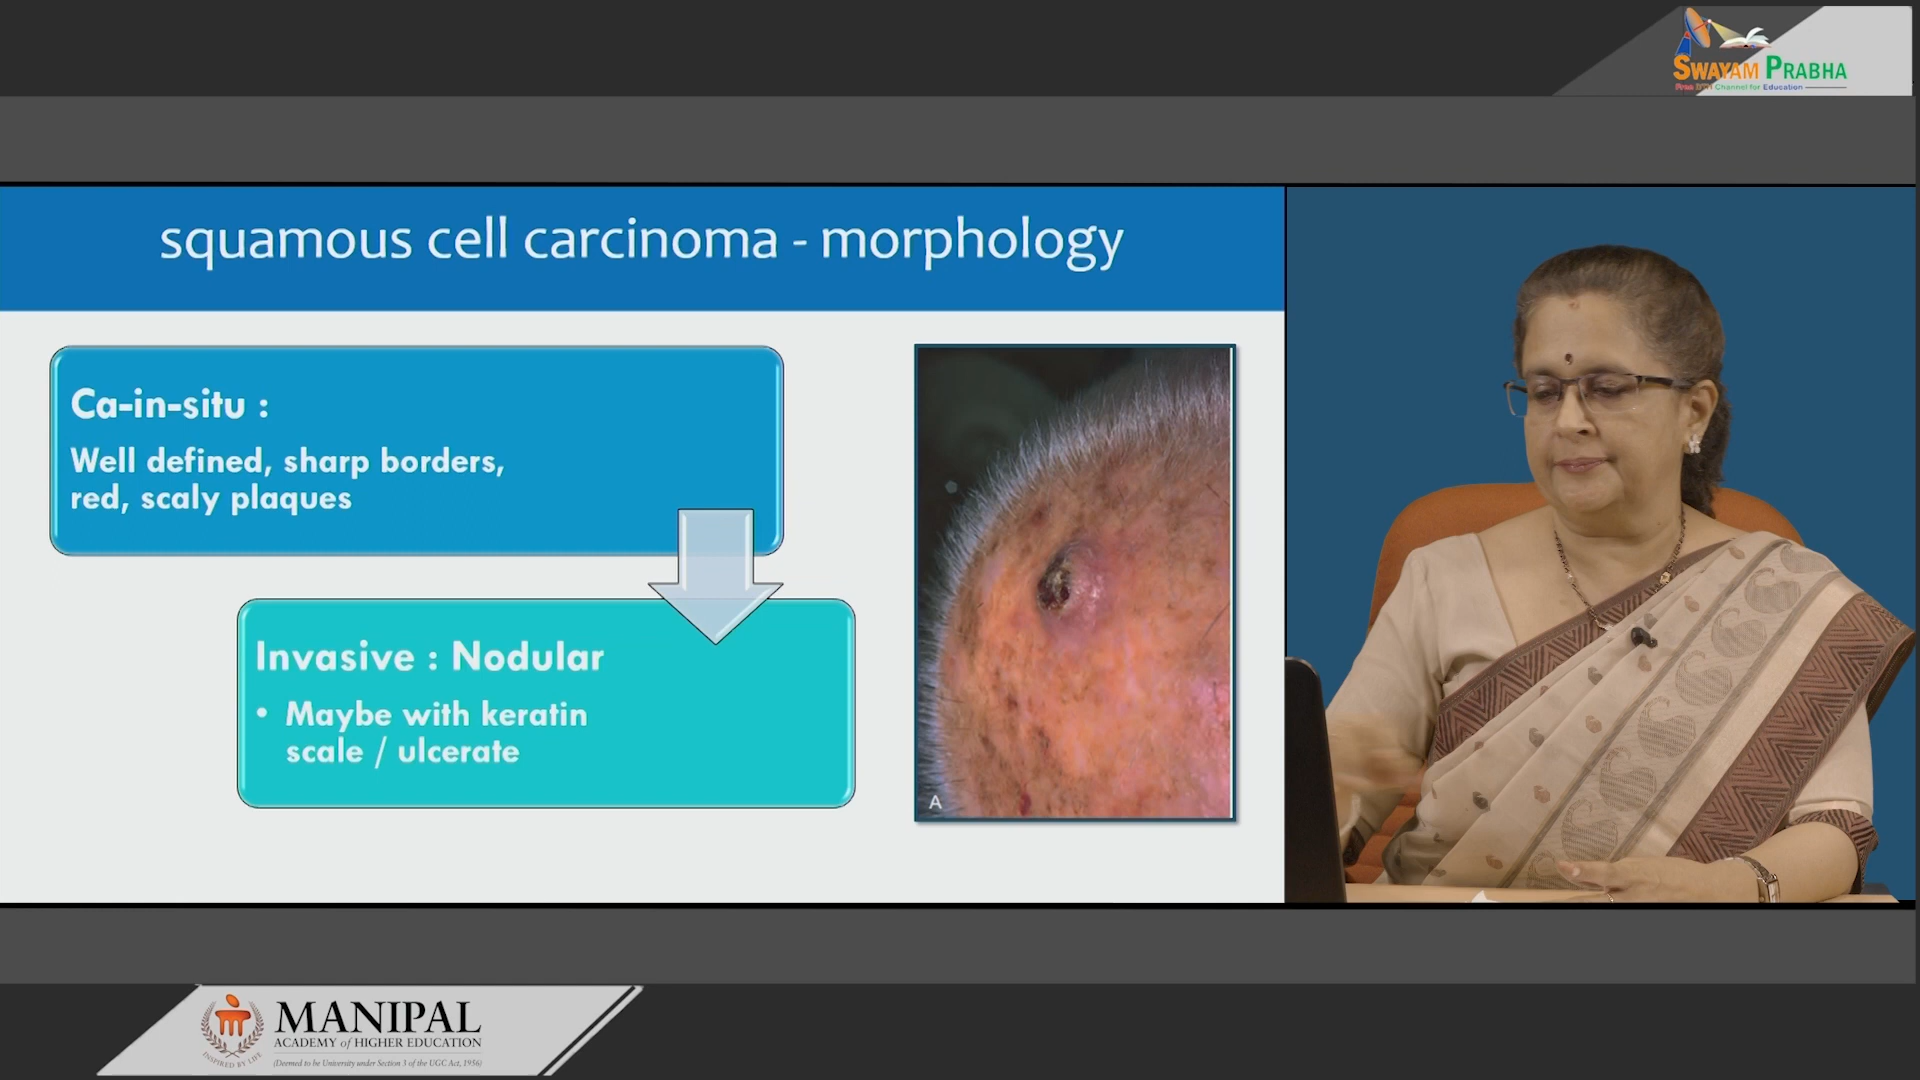 SWAYAM PRABHA
Free DTH Channel for Education
squamous cell carcinoma - morphology
Ca-in-situ :
Well defined, sharp borders,
red, scaly plaques
Invasive : Nodular
• Maybe with keratin
scale / ulcerate
A
MANIPAL
ACADEMY of HIGHER EDUCATION
(Deemed to be University under Section 3 of the UGC Act, 1956)
INSPIRED BY LIFE